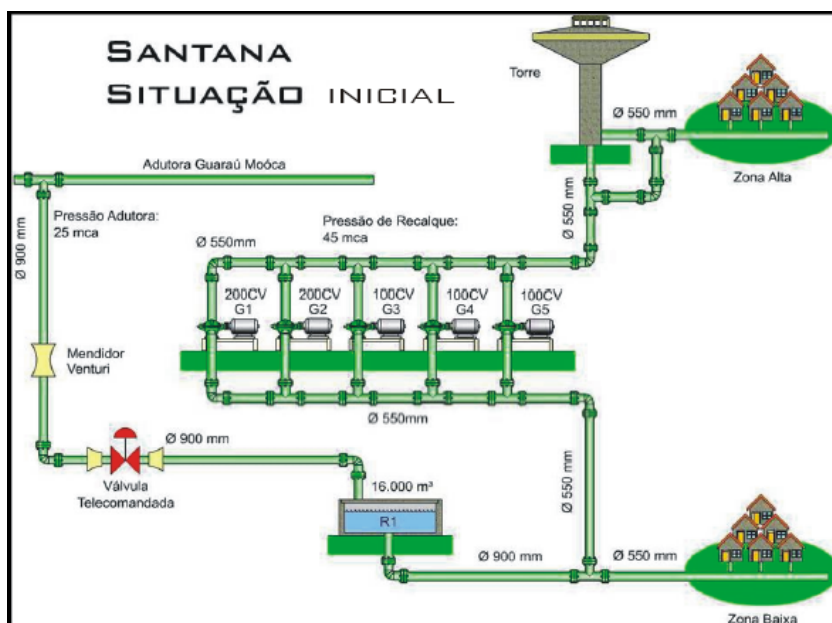 SANTANA
SITUAÇÃO INICIAL
Torre
Ø 550 mm
Zona Alta
Adutora Guaraú Moóca
Pressão Adutora:
25 mca
Ø 900 mm
Pressão de Recalque:
45 mca
Ø 550 mm
Ø 550mm
200CV
G1
200CV
G2
100CV
G3
100CV
G4
100CV
G5
Mendidor
Venturi
Ø 550mm
Ø 900 mm
Válvula
Telecomandada
16.000 m³
R1
Ø 550 mm
Ø 900 mm
Ø 550 mm
Zona Baixa